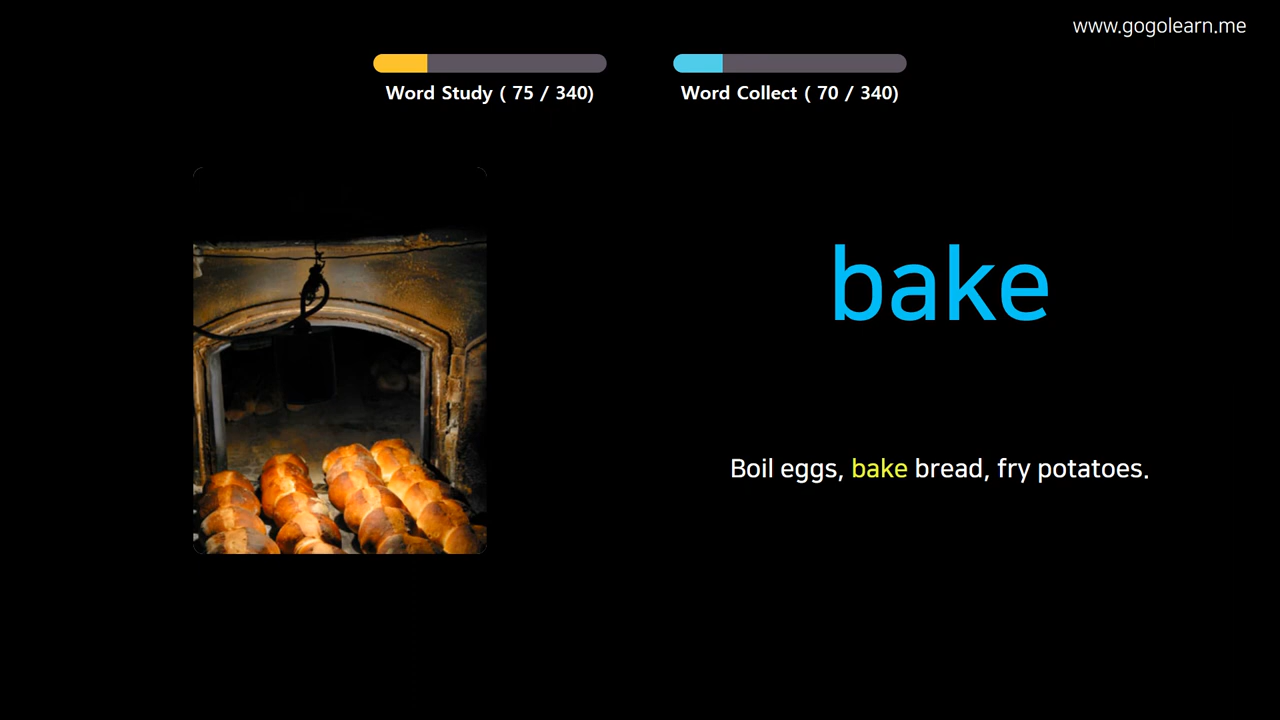 www.gogolearn.me
Word Study ( 75 / 340)
Word Collect ( 70 / 340)
bake
Boil eggs, bake bread, fry potatoes.